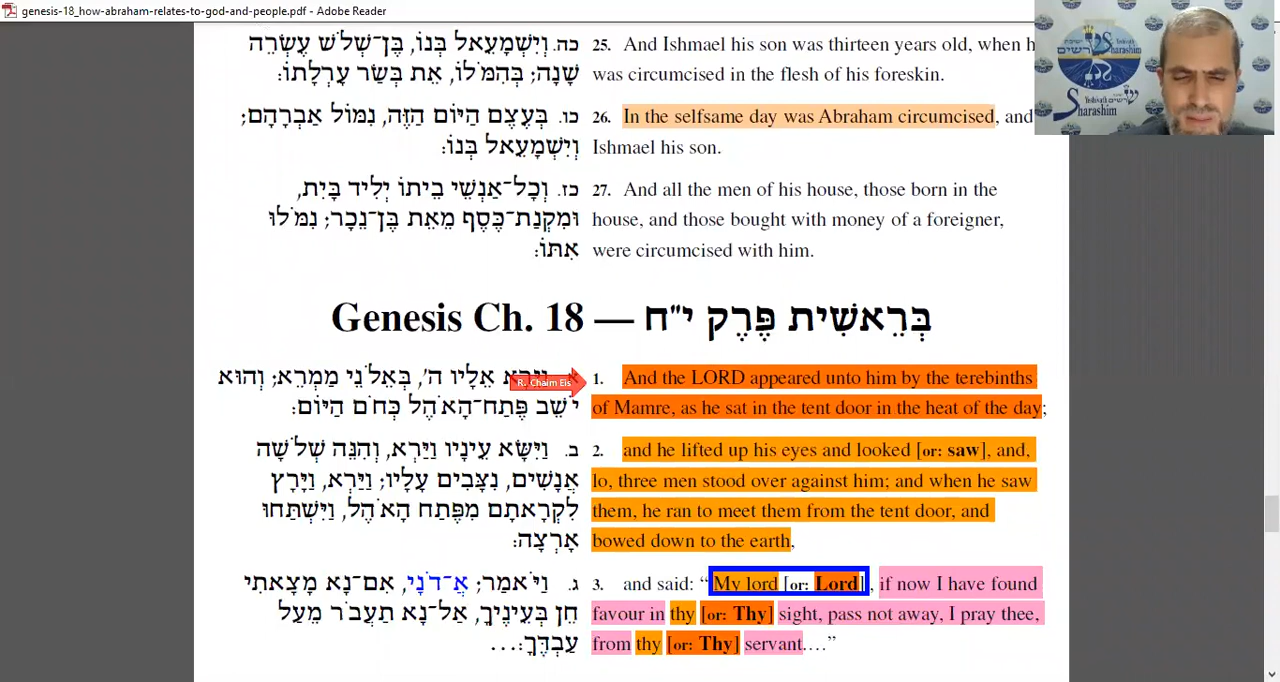 genesis-18_how-abraham-relates-to-god-and-people.pdf - Adobe Reader
כה. וְיִשְׁמָעֵאל בְּנוֹ, בֶּן־שְׁלֹשׁ עֶשְׂרֵה
שָׁנָה; בְּהִמֹּלוֹ, אֵת בְּשַׂר עָרְלָתוֹ:
25. And Ishmael his son was thirteen years old, when h
was circumcised in the flesh of his foreskin.
כו. בְּעֶצֶם הַיּוֹם הַזֶּה, נִמּוֹל אַבְרָהָם;
וְיִשְׁמָעֵאל בְּנוֹ:
26. In the selfsame day was Abraham circumcised, and
Ishmael his son.
כז. וְכָל־אַנְשֵׁי בֵיתוֹ יְלִיד בָּיִת,
וּמִקְנַת־כֶּסֶף מֵאֵת בֶּן־נֵכָר; נִמֹּלוּ
אִתּוֹ:
27. And all the men of his house, those born in the
house, and those bought with money of a foreigner,
were circumcised with him.
Genesis Ch. 18 — בְּרֵאשִׁית פֶּרֶק י"ח
אֵלָיו ה', בְּאֵלֹנֵי מַמְרֵא; וְהוּא
יֹשֵׁב פֶּתַח־הָאֹהֶל כְּחֹם הַיּוֹם:
R. Chaim Eis
1. And the LORD appeared unto him by the terebinths
of Mamre, as he sat in the tent door in the heat of the day;
ב. וַיִּשָּׂא עֵינָיו וַיַּרְא, וְהִנֵּה שְׁלֹשָׁה
אֲנָשִׁים, נִצָּבִים עָלָיו; וַיַּרְא, וַיָּרָץ
לִקְרָאתָם מִפֶּתַח הָאֹהֶל, וַיִּשְׁתַּחוּ
אָרְצָה:
2. and he lifted up his eyes and looked [or: saw], and,
lo, three men stood over against him; and when he saw
them, he ran to meet them from the tent door, and
bowed down to the earth,
ג. וַיֹּאמַר; אֲ־דֹנָי, אִם־נָא מָצָאתִי
חֵן בְּעֵינֶיךָ, אַל־נָא תַעֲבֹר מֵעַל
עַבְדֶּךָ:...
3. and said: “My lord [or: Lord], if now I have found
favour in thy [or: Thy] sight, pass not away, I pray thee,
from thy [or: Thy] servant.…”
Yeshivath
Sharashim